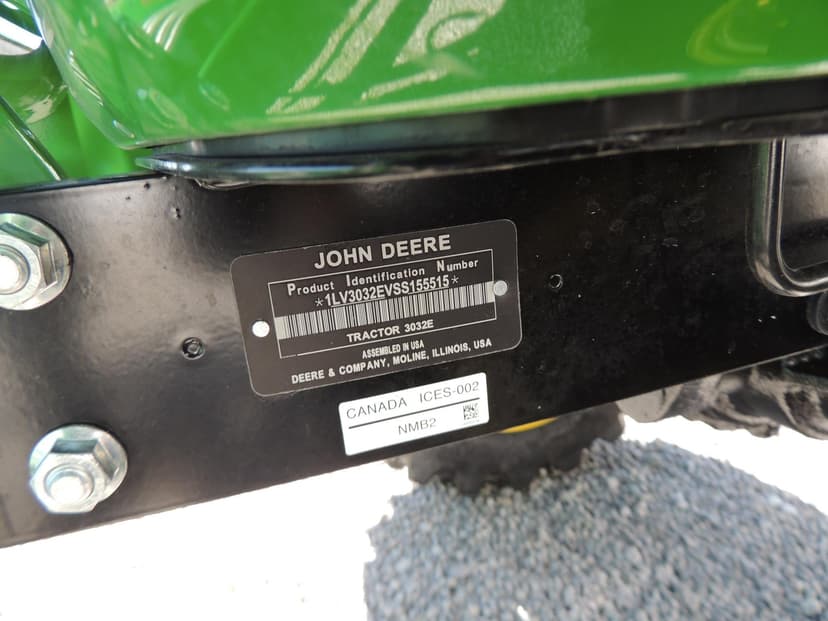 JOHN DEERE
Product Identification Number
*1LV3032EVSS155515*
TRACTOR 3032E
ASSEMBLED IN USA
DEERE & COMPANY, MOLINE, ILLINOIS, USA
CANADA ICES-002
NMB2